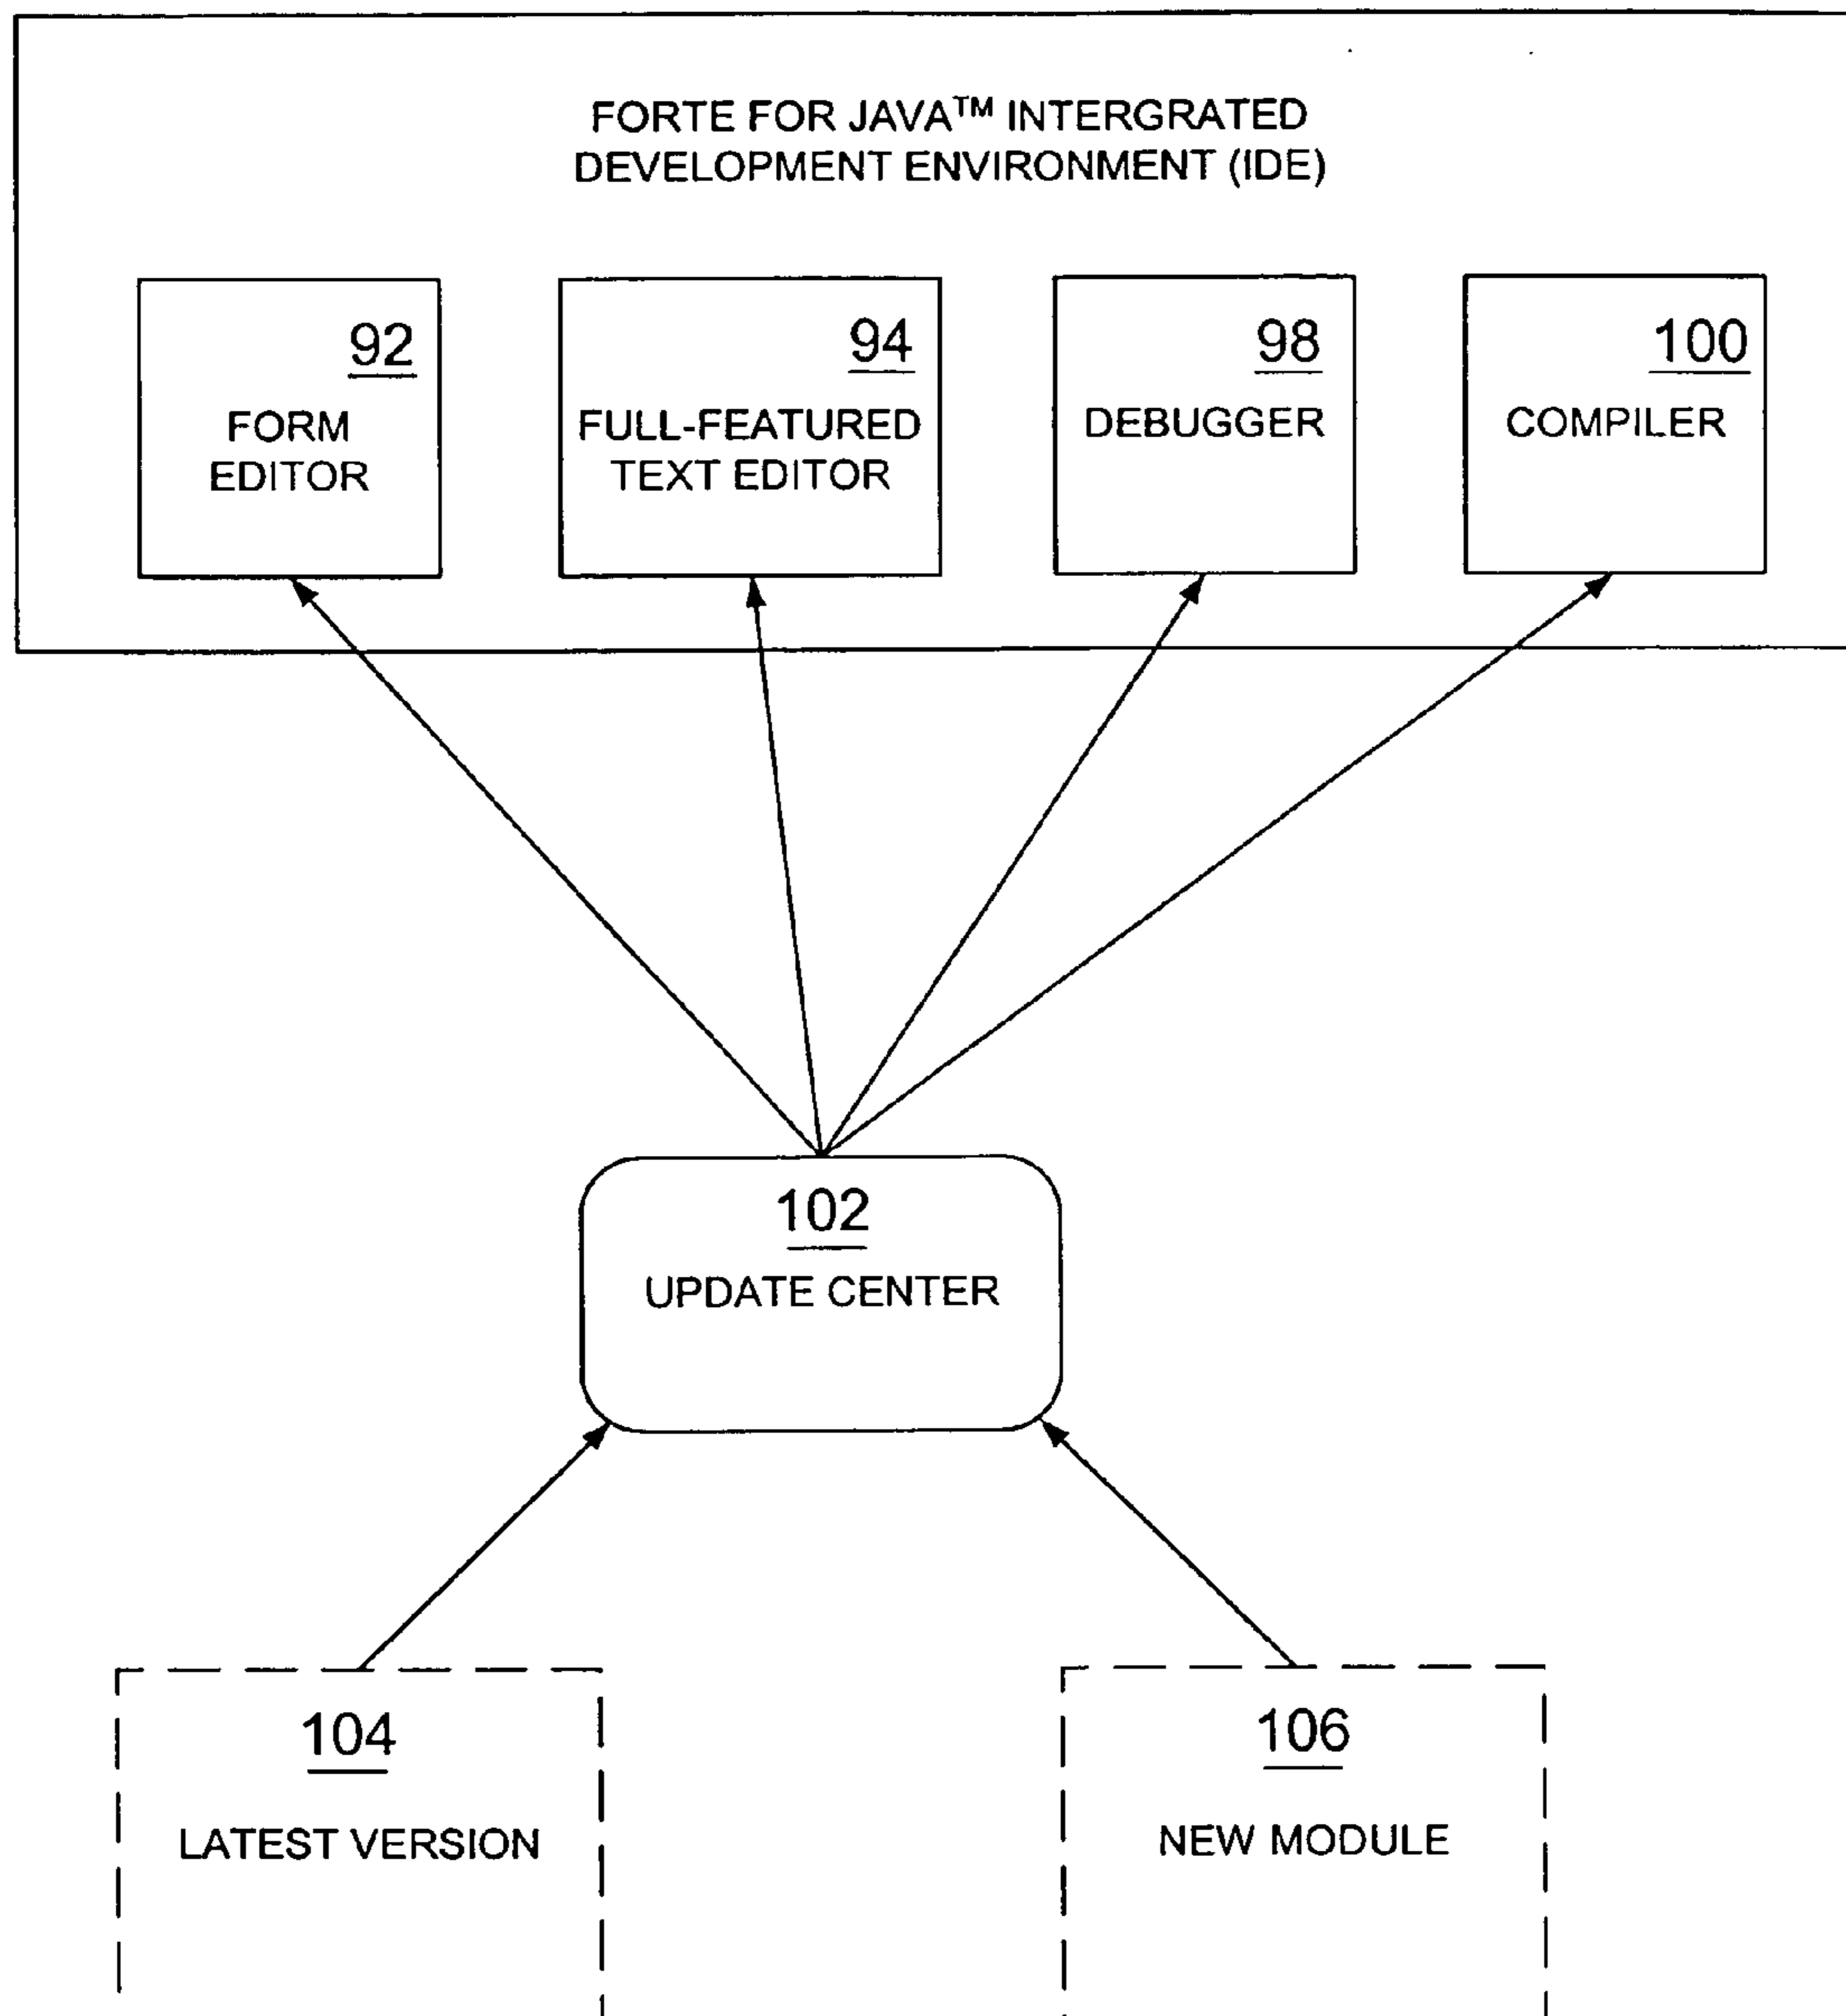 FORTE FOR JAVA™ INTERGRATED
DEVELOPMENT ENVIRONMENT (IDE)
92
FORM
EDITOR
94
FULL-FEATURED
TEXT EDITOR
98
DEBUGGER
100
COMPILER
102
UPDATE CENTER
104
LATEST VERSION
106
NEW MODULE